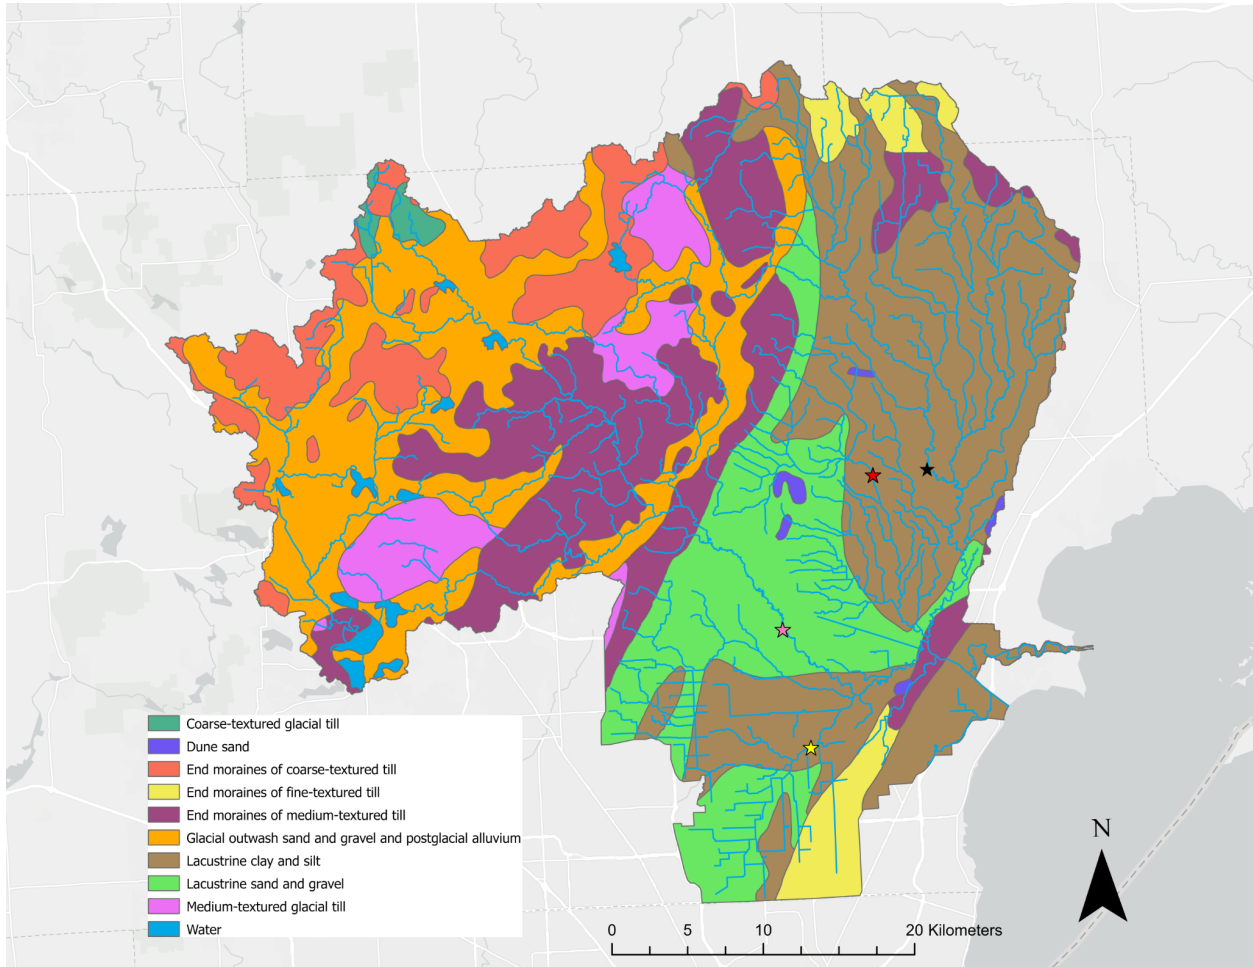 Coarse-textured glacial till
Dune sand
End moraines of coarse-textured till
End moraines of fine-textured till
End moraines of medium-textured till
Glacial outwash sand and gravel and postglacial alluvium
Lacustrine clay and silt
Lacustrine sand and gravel
Medium-textured glacial till
Water
N
0 5 10 20 Kilometers